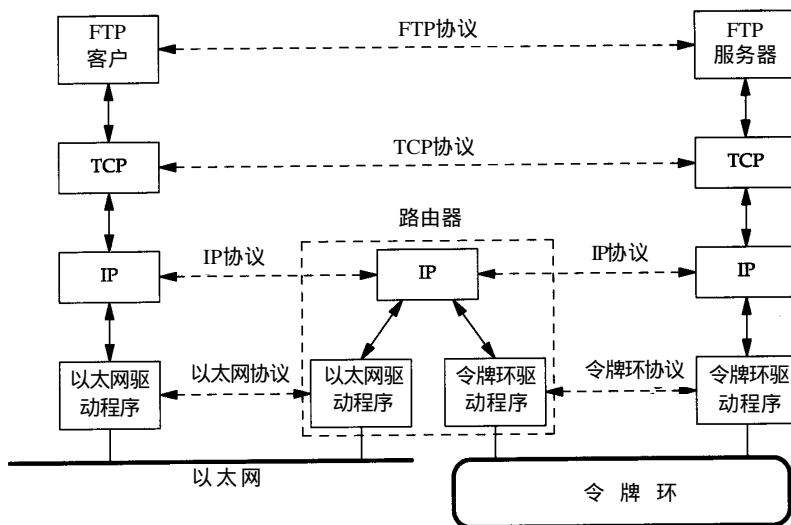 FTP
客户
FTP协议
FTP
服务器
TCP
TCP协议
TCP
路由器
IP
IP协议
IP
IP协议
IP
以太网驱
动程序
以太网协议
以太网驱
动程序
令牌环驱
动程序
令牌环协议
令牌环驱
动程序
以太网
令牌环